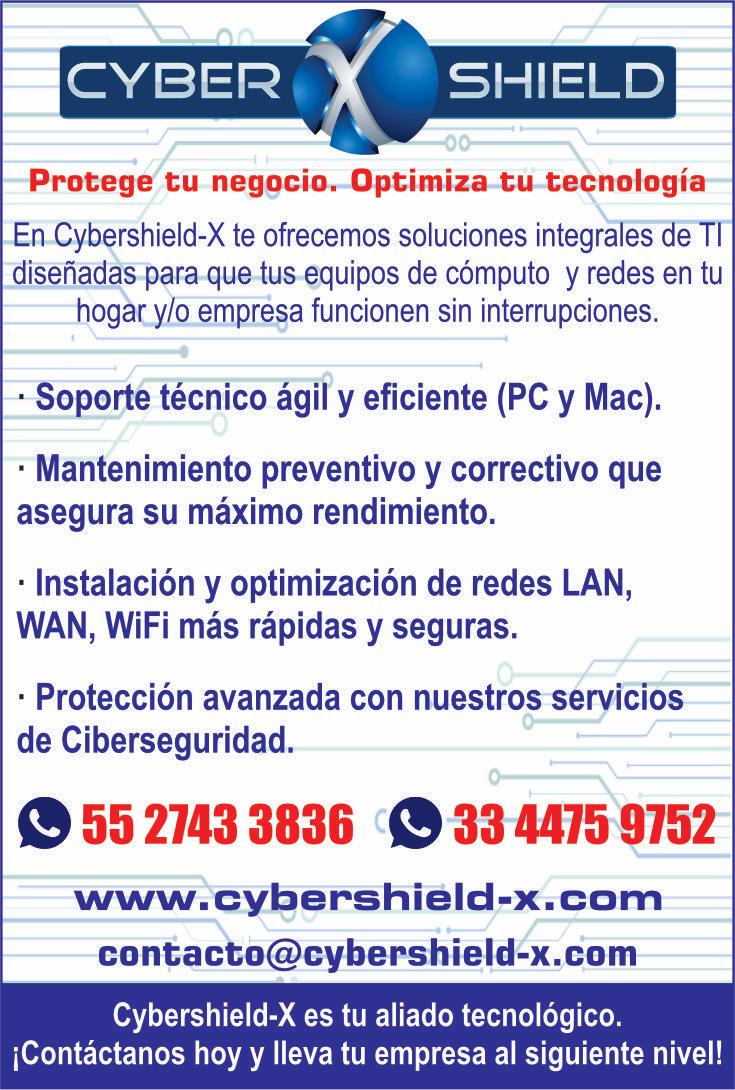 CYBER X SHIELD
Protege tu negocio. Optimiza tu tecnología
En Cybershield-X te ofrecemos soluciones integrales de TI
diseñadas para que tus equipos de cómputo y redes en tu
hogar y/o empresa funcionen sin interrupciones.
· Soporte técnico ágil y eficiente (PC y Mac).
· Mantenimiento preventivo y correctivo que
asegura su máximo rendimiento.
· Instalación y optimización de redes LAN,
WAN, WiFi más rápidas y seguras.
· Protección avanzada con nuestros servicios
de Ciberseguridad.
55 2743 3836 33 4475 9752
www.cybershield-x.com
contacto@cybershield-x.com
Cybershield-X es tu aliado tecnológico.
¡Contáctanos hoy y lleva tu empresa al siguiente nivel!